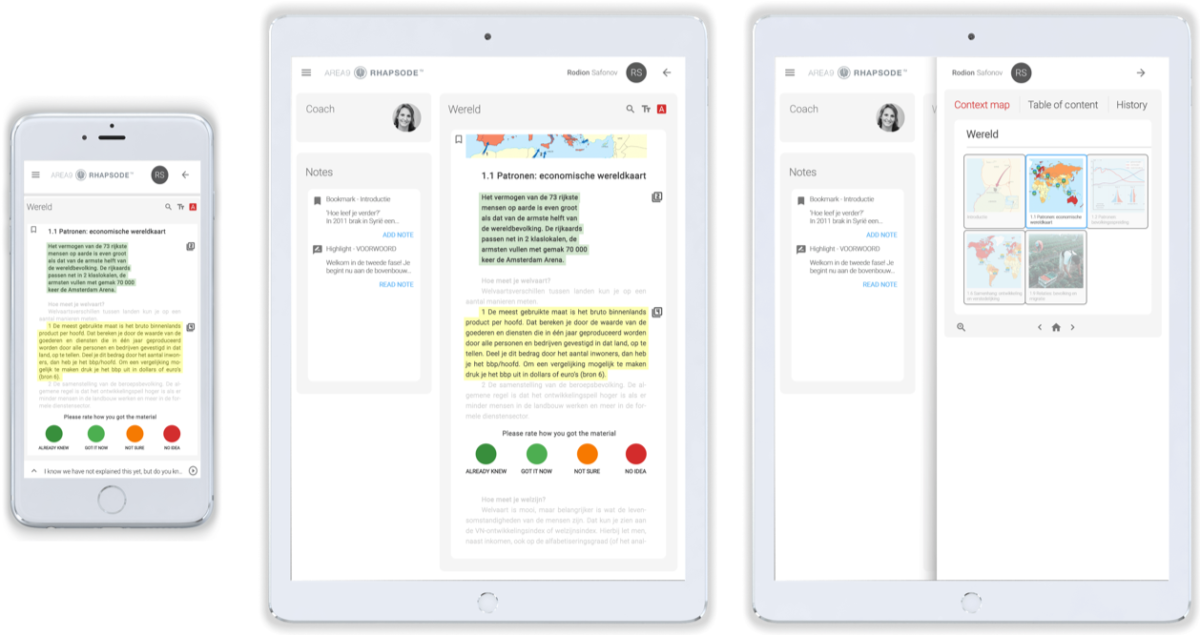 AREA9 RHAPSODE™
RS
Wereld
Tr
A
1.1 Patronen: economische wereldkaart
Het vermogen van de 73 rijkste
mensen op aarde is even groot
als dat van de armste helft van
de wereldbevolking. De rijkaards
passen net in 2 klaslokalen, de
armsten vullen met gemak 70 000
keer de Amsterdam Arena.
Hoe meet je welvaart?
Welvaartsverschillen tussen landen kun je op een
aantal manieren meten.
1 De meest gebruikte maat is het bruto binnenlands
product per hoofd. Dat bereken je door de waarde van de
goederen en diensten die in één jaar geproduceerd worden
worden door alle personen en bedrijven gevestigd in dat
land, op te tellen. Deel je dit bedrag door het aantal inwon-
ers, dan heb je het bbp/hoofd. Om een vergelijking mo-
gelijk te maken druk je het bbp uit in dollars of euro's
(bron 6).
2 De samenstelling van de beroepsbevolking. De al-
gemene regel is dat het ontwikkelingspeil hoger is als er
minder mensen in de landbouw werken en meer in de for-
mele dienstensector.
Please rate how you got the material
ALREADY KNEW GOT IT NOW NOT SURE NO IDEA
I know we have not explained this yet, but do you kn..
AREA9 RHAPSODE™
Rodion Safonov RS
Coach
Notes
Bookmark - Introductie
'Hoe leef je verder?'
In 2011 brak in Syrië een...
ADD NOTE
Highlight - VOORWOORD
Welkom in de tweede fase! Je
begint nu aan de bovenbouw...
READ NOTE
Wereld
Tr
A
1.1 Patronen: economische wereldkaart
Het vermogen van de 73 rijkste
mensen op aarde is even groot
als dat van de armste helft van
de wereldbevolking. De rijkaards
passen net in 2 klaslokalen, de
armsten vullen met gemak 70 000
keer de Amsterdam Arena.
Hoe meet je welvaart?
Welvaartsverschillen tussen landen kun je op een
aantal manieren meten.
1 De meest gebruikte maat is het bruto binnenlands
product per hoofd. Dat bereken je door de waarde van de
goederen en diensten die in één jaar geproduceerd worden
door alle personen en bedrijven gevestigd in dat land, op te
tellen. Deel je dit bedrag door het aantal inwoners, dan heb
je het bbp/hoofd. Om een vergelijking mogelijk te maken
druk je het bbp uit in dollars of euro's (bron 6).
2 De samenstelling van de beroepsbevolking. De al-
gemene regel is dat het ontwikkelingspeil hoger is als er
minder mensen in de landbouw werken en meer in de for-
mele dienstensector.
Please rate how you got the material
ALREADY KNEW GOT IT NOW NOT SURE NO IDEA
Hoe meet je welzijn?
Welvaart is mooi, maar belangrijker is wat de leven-
somstandigheden van de mensen zijn. Dat kun je zien aan
de VN-ontwikkelingsindex of welzijnsindex. Hierbij let men,
naast inkomen, ook op de alfabetiseringsgraad (of het anal-
AREA9 RHAPSODE™
Coach
Notes
Bookmark - Introductie
'Hoe leef je verder?'
In 2011 brak in Syrië een...
ADD NOTE
Highlight - VOORWOORD
Welkom in de tweede fase! Je
begint nu aan de bovenbouw...
READ NOTE
Rodion Safonov RS
Context map Table of content History
Wereld
Introductie
1.1 Patronen: economische
wereldkaart